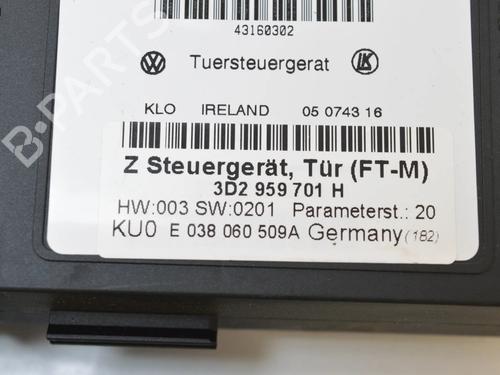 43160302
Tuersteuergerat
KLO IRELAND 05 0743 16
Z Steuergerät, Tür (FT-M)
3D2 959 701 H
HW:003 SW:0201 Parameterst.: 20
KU0 E 038 060 509A Germany (182)
B-PARTS